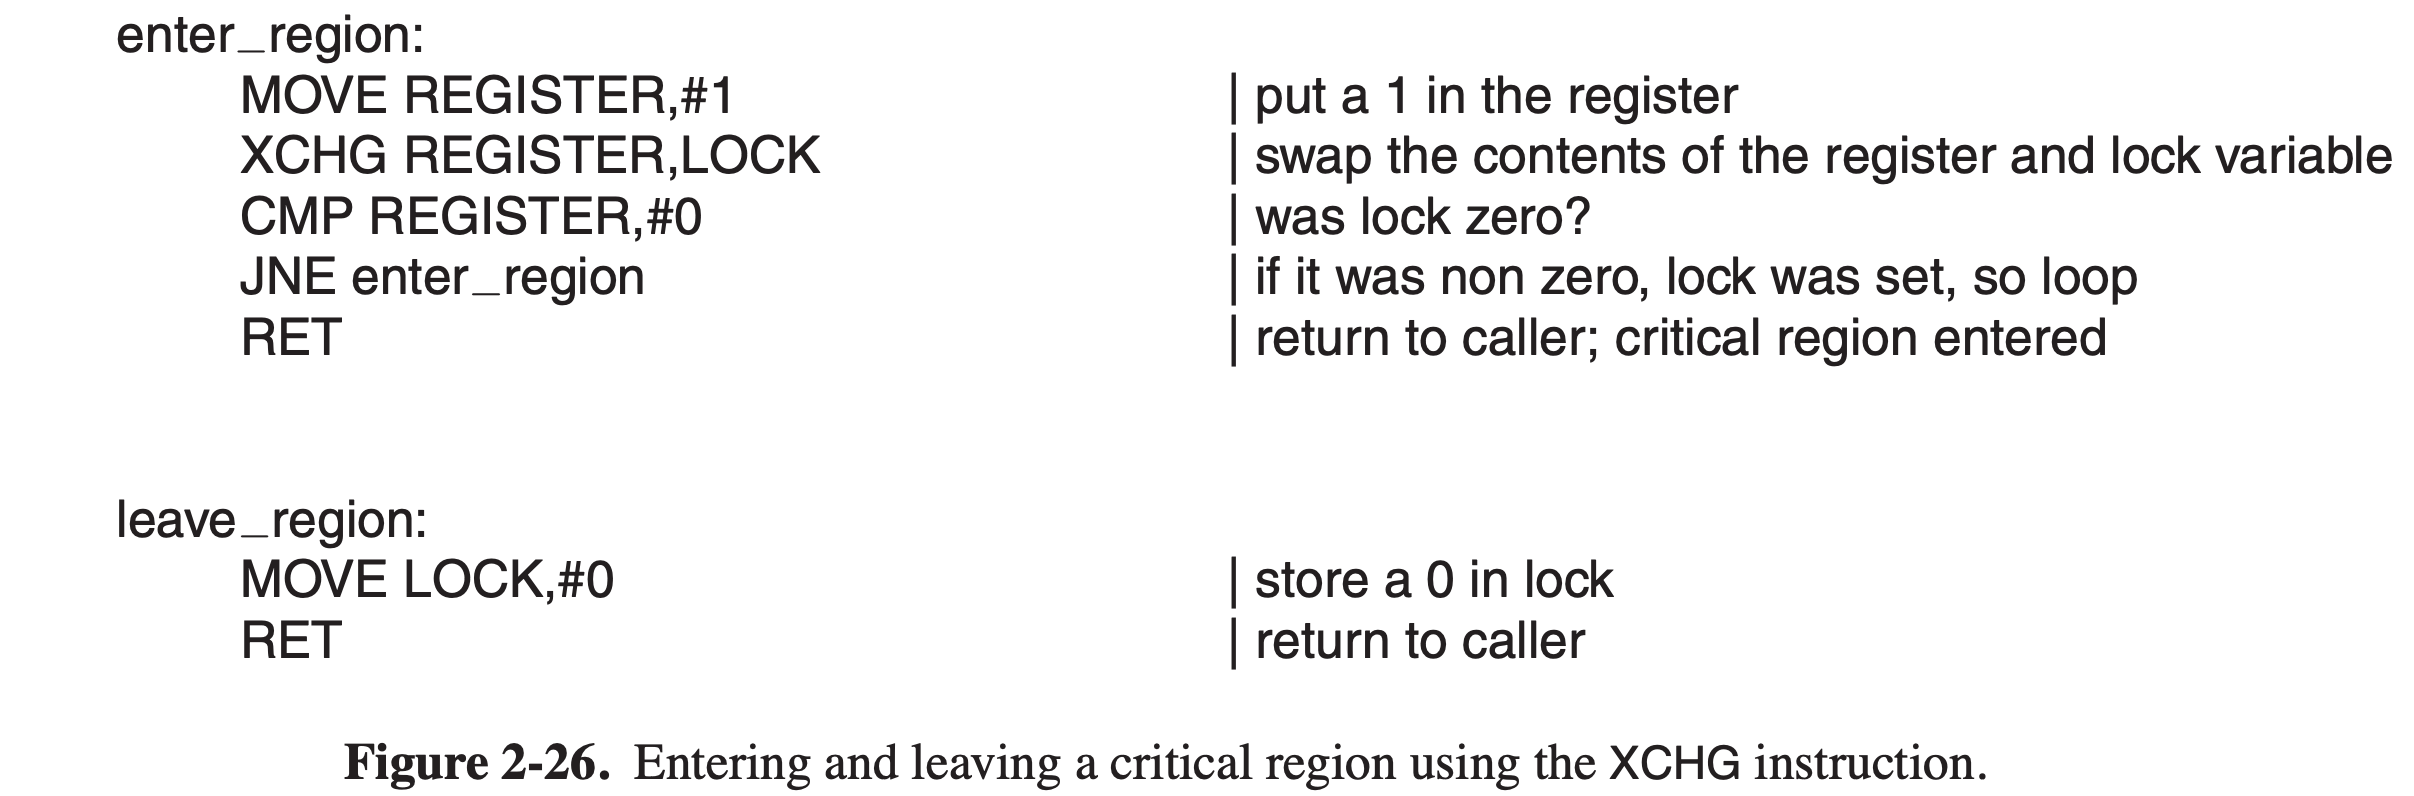 enter_region:
MOVE REGISTER,#1 | put a 1 in the register
XCHG REGISTER,LOCK | swap the contents of the register and lock variable
CMP REGISTER,#0 | was lock zero?
JNE enter_region | if it was non zero, lock was set, so loop
RET | return to caller; critical region entered
leave_region:
MOVE LOCK,#0 | store a 0 in lock
RET | return to caller
Figure 2-26. Entering and leaving a critical region using the XCHG instruction.